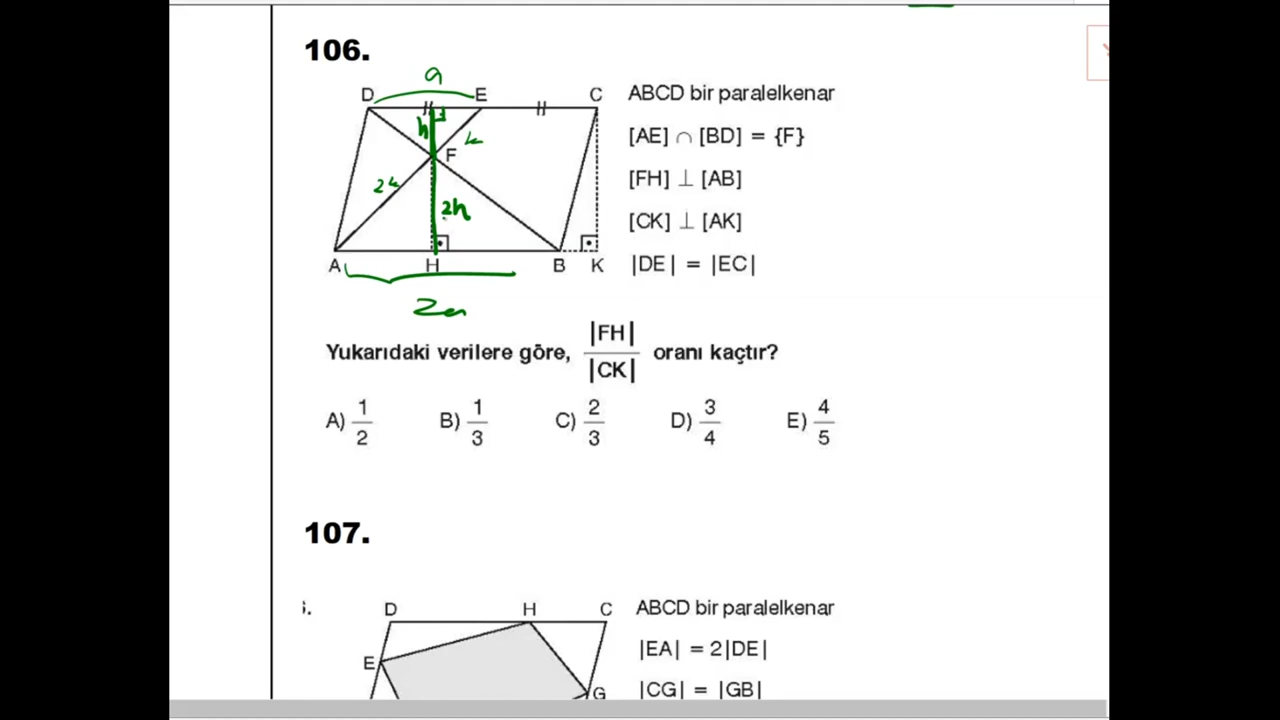 106.
a
D E C
h k
F
2k
2h
A H B K
2a
ABCD bir paralelkenar
[AE] ∩ [BD] = {F}
[FH] ⊥ [AB]
[CK] ⊥ [AK]
|DE| = |EC|
Yukarıdaki verilere göre, |FH| / |CK| oranı kaçtır?
A) 1/2 B) 1/3 C) 2/3 D) 3/4 E) 4/5
107.
D H C
E
G
ABCD bir paralelkenar
|EA| = 2|DE|
|CG| = |GB|